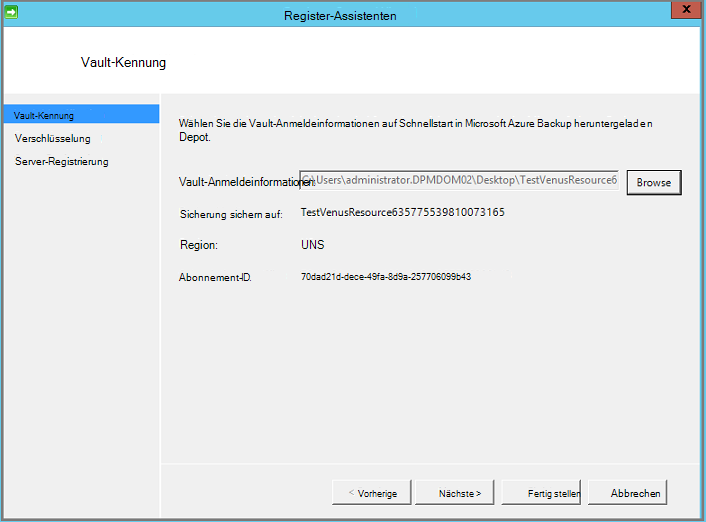 Register-Assistenten
x
Vault-Kennung
Vault-Kennung
Verschlüsselung
Server-Registrierung
Wählen Sie die Vault-Anmeldeinformationen auf Schnellstart in Microsoft Azure Backup heruntergeladen
Depot.
Vault-Anmeldeinformationen: C:\Users\administrator.DPMDOM02\Desktop\TestVenusResource6 Browse
Sicherung sichern auf: TestVenusResource635775539810073165
Region: UNS
Abonnement-ID. 70dad21d-dece-49fa-8d9a-257706099b43
< Vorherige Nächste > Fertig stellen Abbrechen